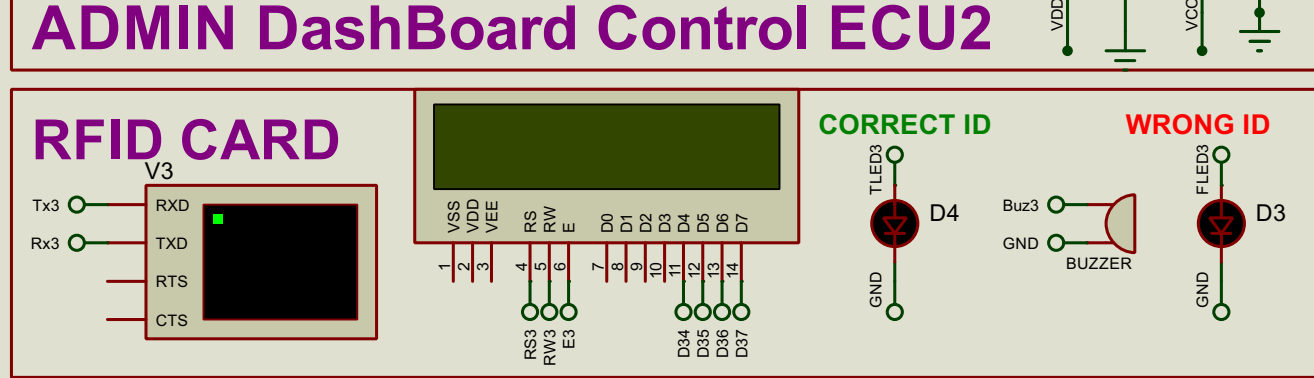 ADMIN DashBoard Control ECU2
VDD
VCC
RFID CARD
V3
Tx3
RXD
Rx3
TXD
RTS
CTS
VSS
VDD
VEE
RS
RW
E
D0
D1
D2
D3
D4
D5
D6
D7
1
2
3
4
5
6
7
8
9
10
11
12
13
14
RS3
RW3
E3
D34
D35
D36
D37
CORRECT ID
TLED3
D4
GND
Buz3
GND
BUZZER
WRONG ID
FLED3
D3
GND